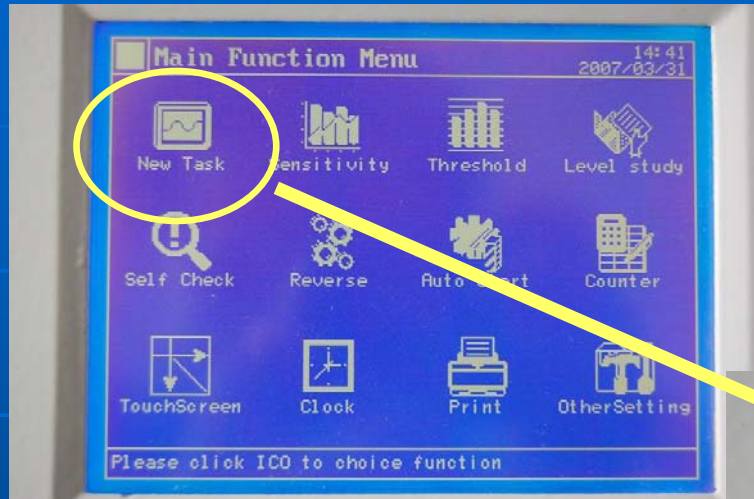 Main Function Menu
14:41
2007/03/31
New Task
Sensitivity
Threshold
Level study
Self Check
Reverse
Auto Start
Counter
TouchScreen
Clock
Print
OtherSetting
Please click ICO to choice function